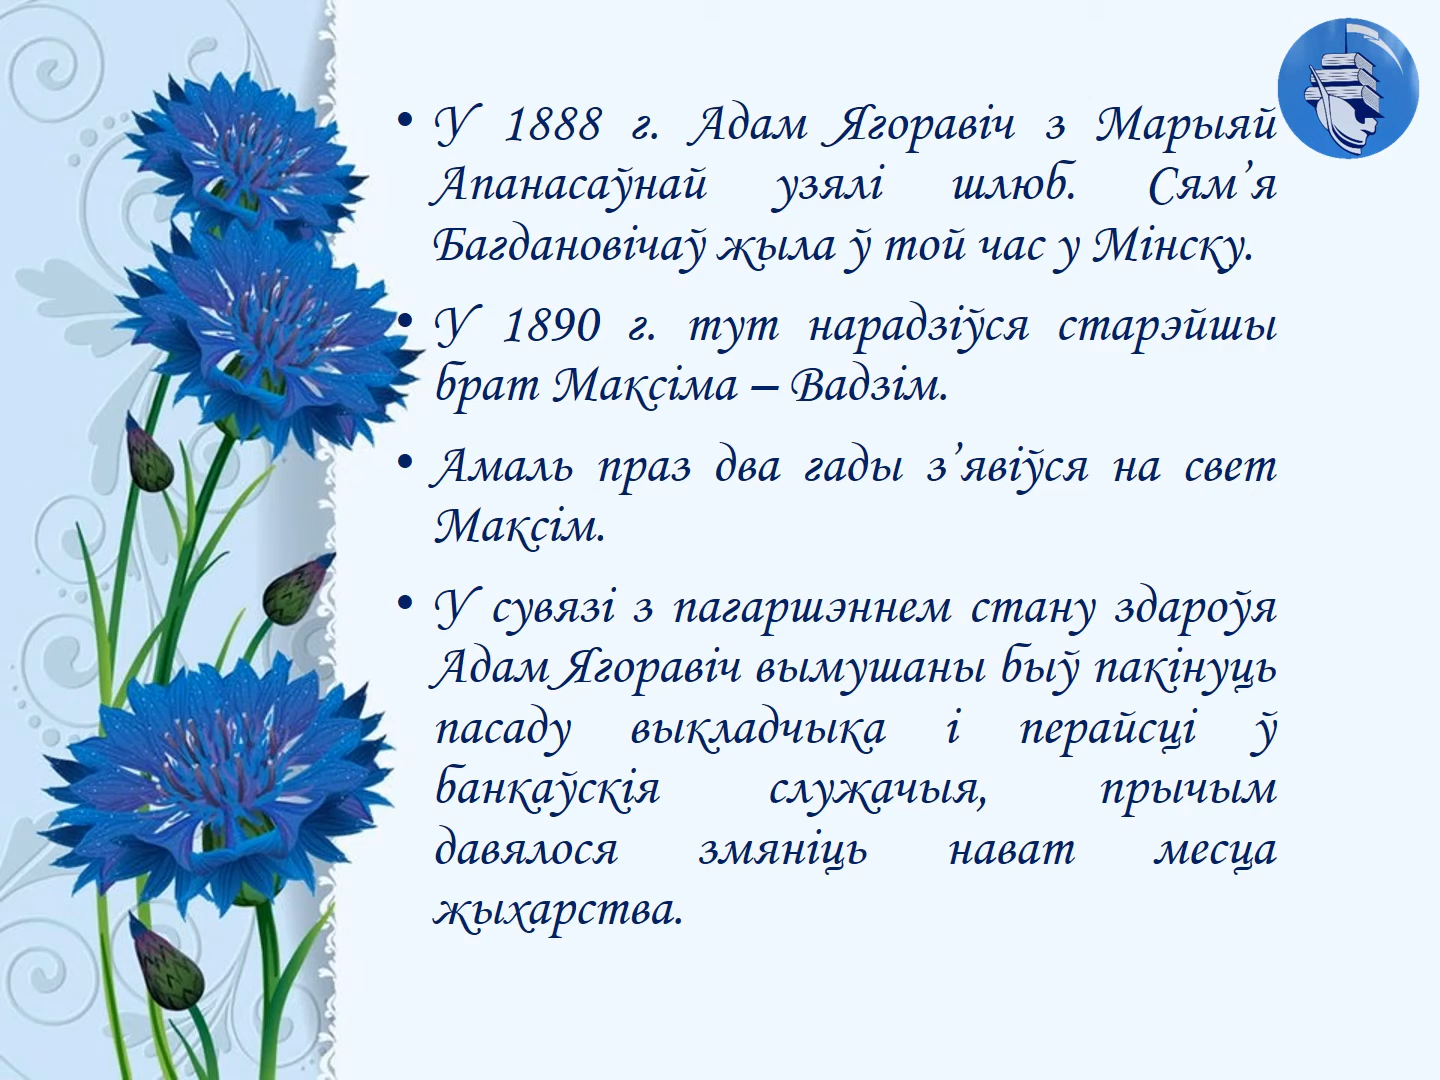 • У 1888 г. Адам Ягоравіч з Марыяй
Апанасаўнай узялі шлюб. Сям’я
Багдановічаў жыла ў той час у Мінску.
• У 1890 г. тут нарадзіўся старэйшы
брат Максіма – Вадзім.
• Амаль праз два гады з’явіўся на свет
Максім.
• У сувязі з пагаршэннем стану здароўя
Адам Ягоравіч вымушаны быў пакінуць
пасаду выкладчыка і перайсці ў
банкаўскія служачыя, прычым
давялося змяніць нават месца
жыхарства.